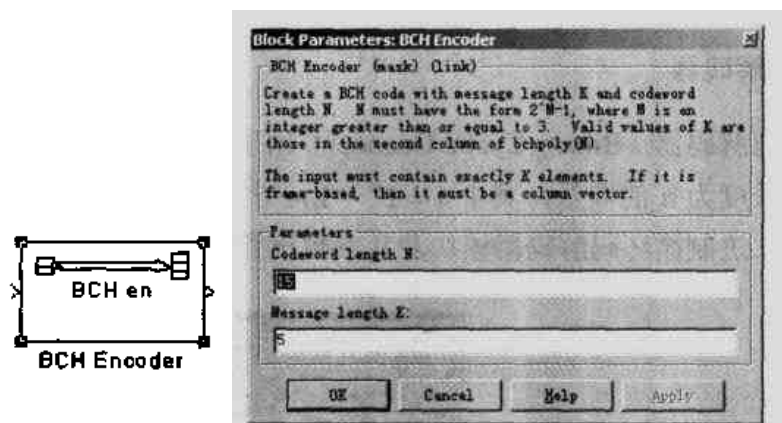 BCH en
BCH Encoder
Block Parameters: BCH Encoder
BCH Encoder (mask) (link)
Create a BCH code with message length K and codeword
length N. N must have the form 2^M-1, where M is an
integer greater than or equal to 3. Valid values of K are
those in the second column of bchpoly(N).
The input must contain exactly K elements. If it is
frame-based, then it must be a column vector.
Parameters
Codeword length N:
15
Message length K:
5
OK
Cancel
Help
Apply